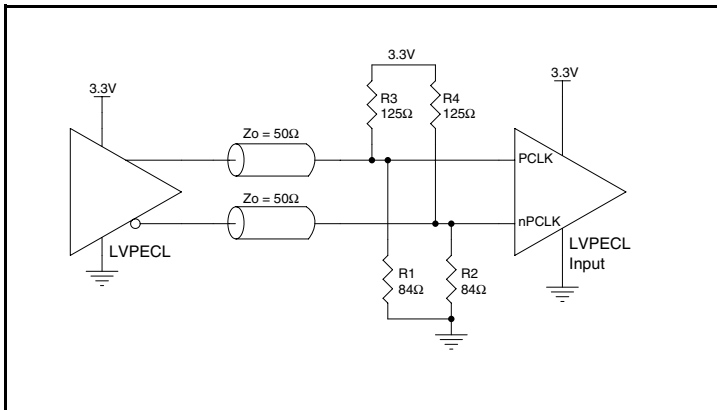 3.3V
3.3V
3.3V
R3
125Ω
R4
125Ω
Zo = 50Ω
PCLK
Zo = 50Ω
nPCLK
LVPECL
LVPECL
Input
R1
84Ω
R2
84Ω